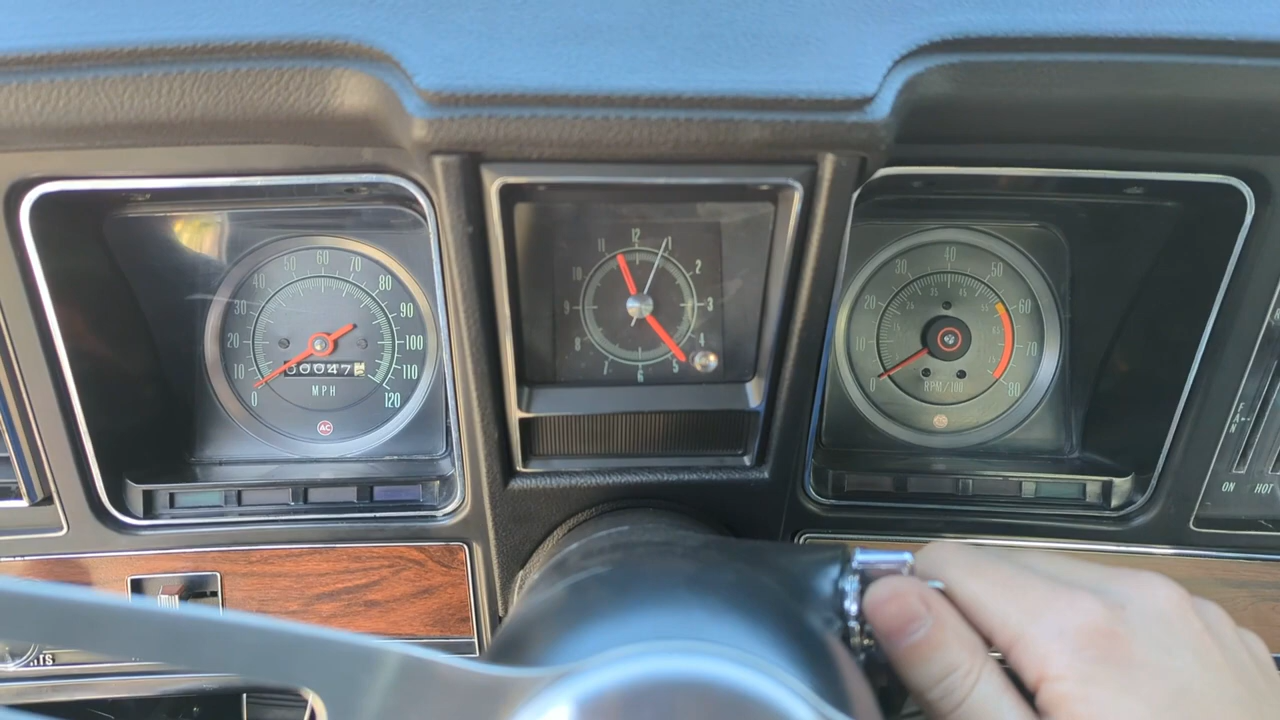 0 10 20 30 40 50 60 70 80 90 100 110 120
MPH
AC
12 1 2 3 4 5 6 7 8 9 10 11
0 10 20 30 40 50 60 70 80
RPM/100
ON HOT